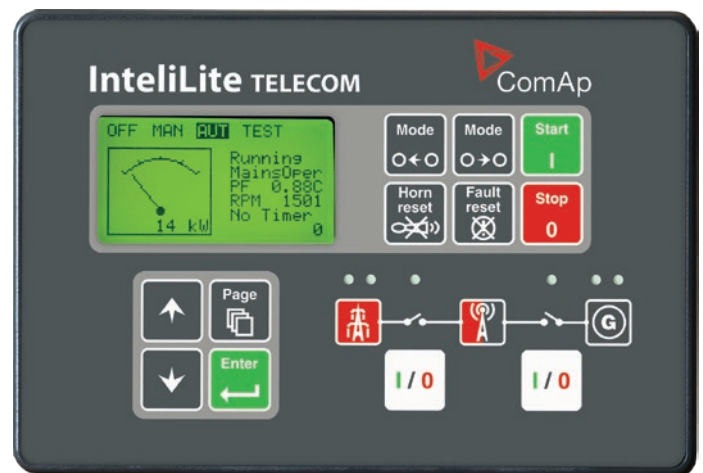 InteliLite TELECOM
ComAp
OFF MAN AUT TEST
Running
MainsOper
PF 0.88C
RPM 1501
No Timer
0
14 kW
Mode
Mode
Start
I
Horn
reset
Fault
reset
Stop
0
Page
Enter
G
I / 0
I / 0